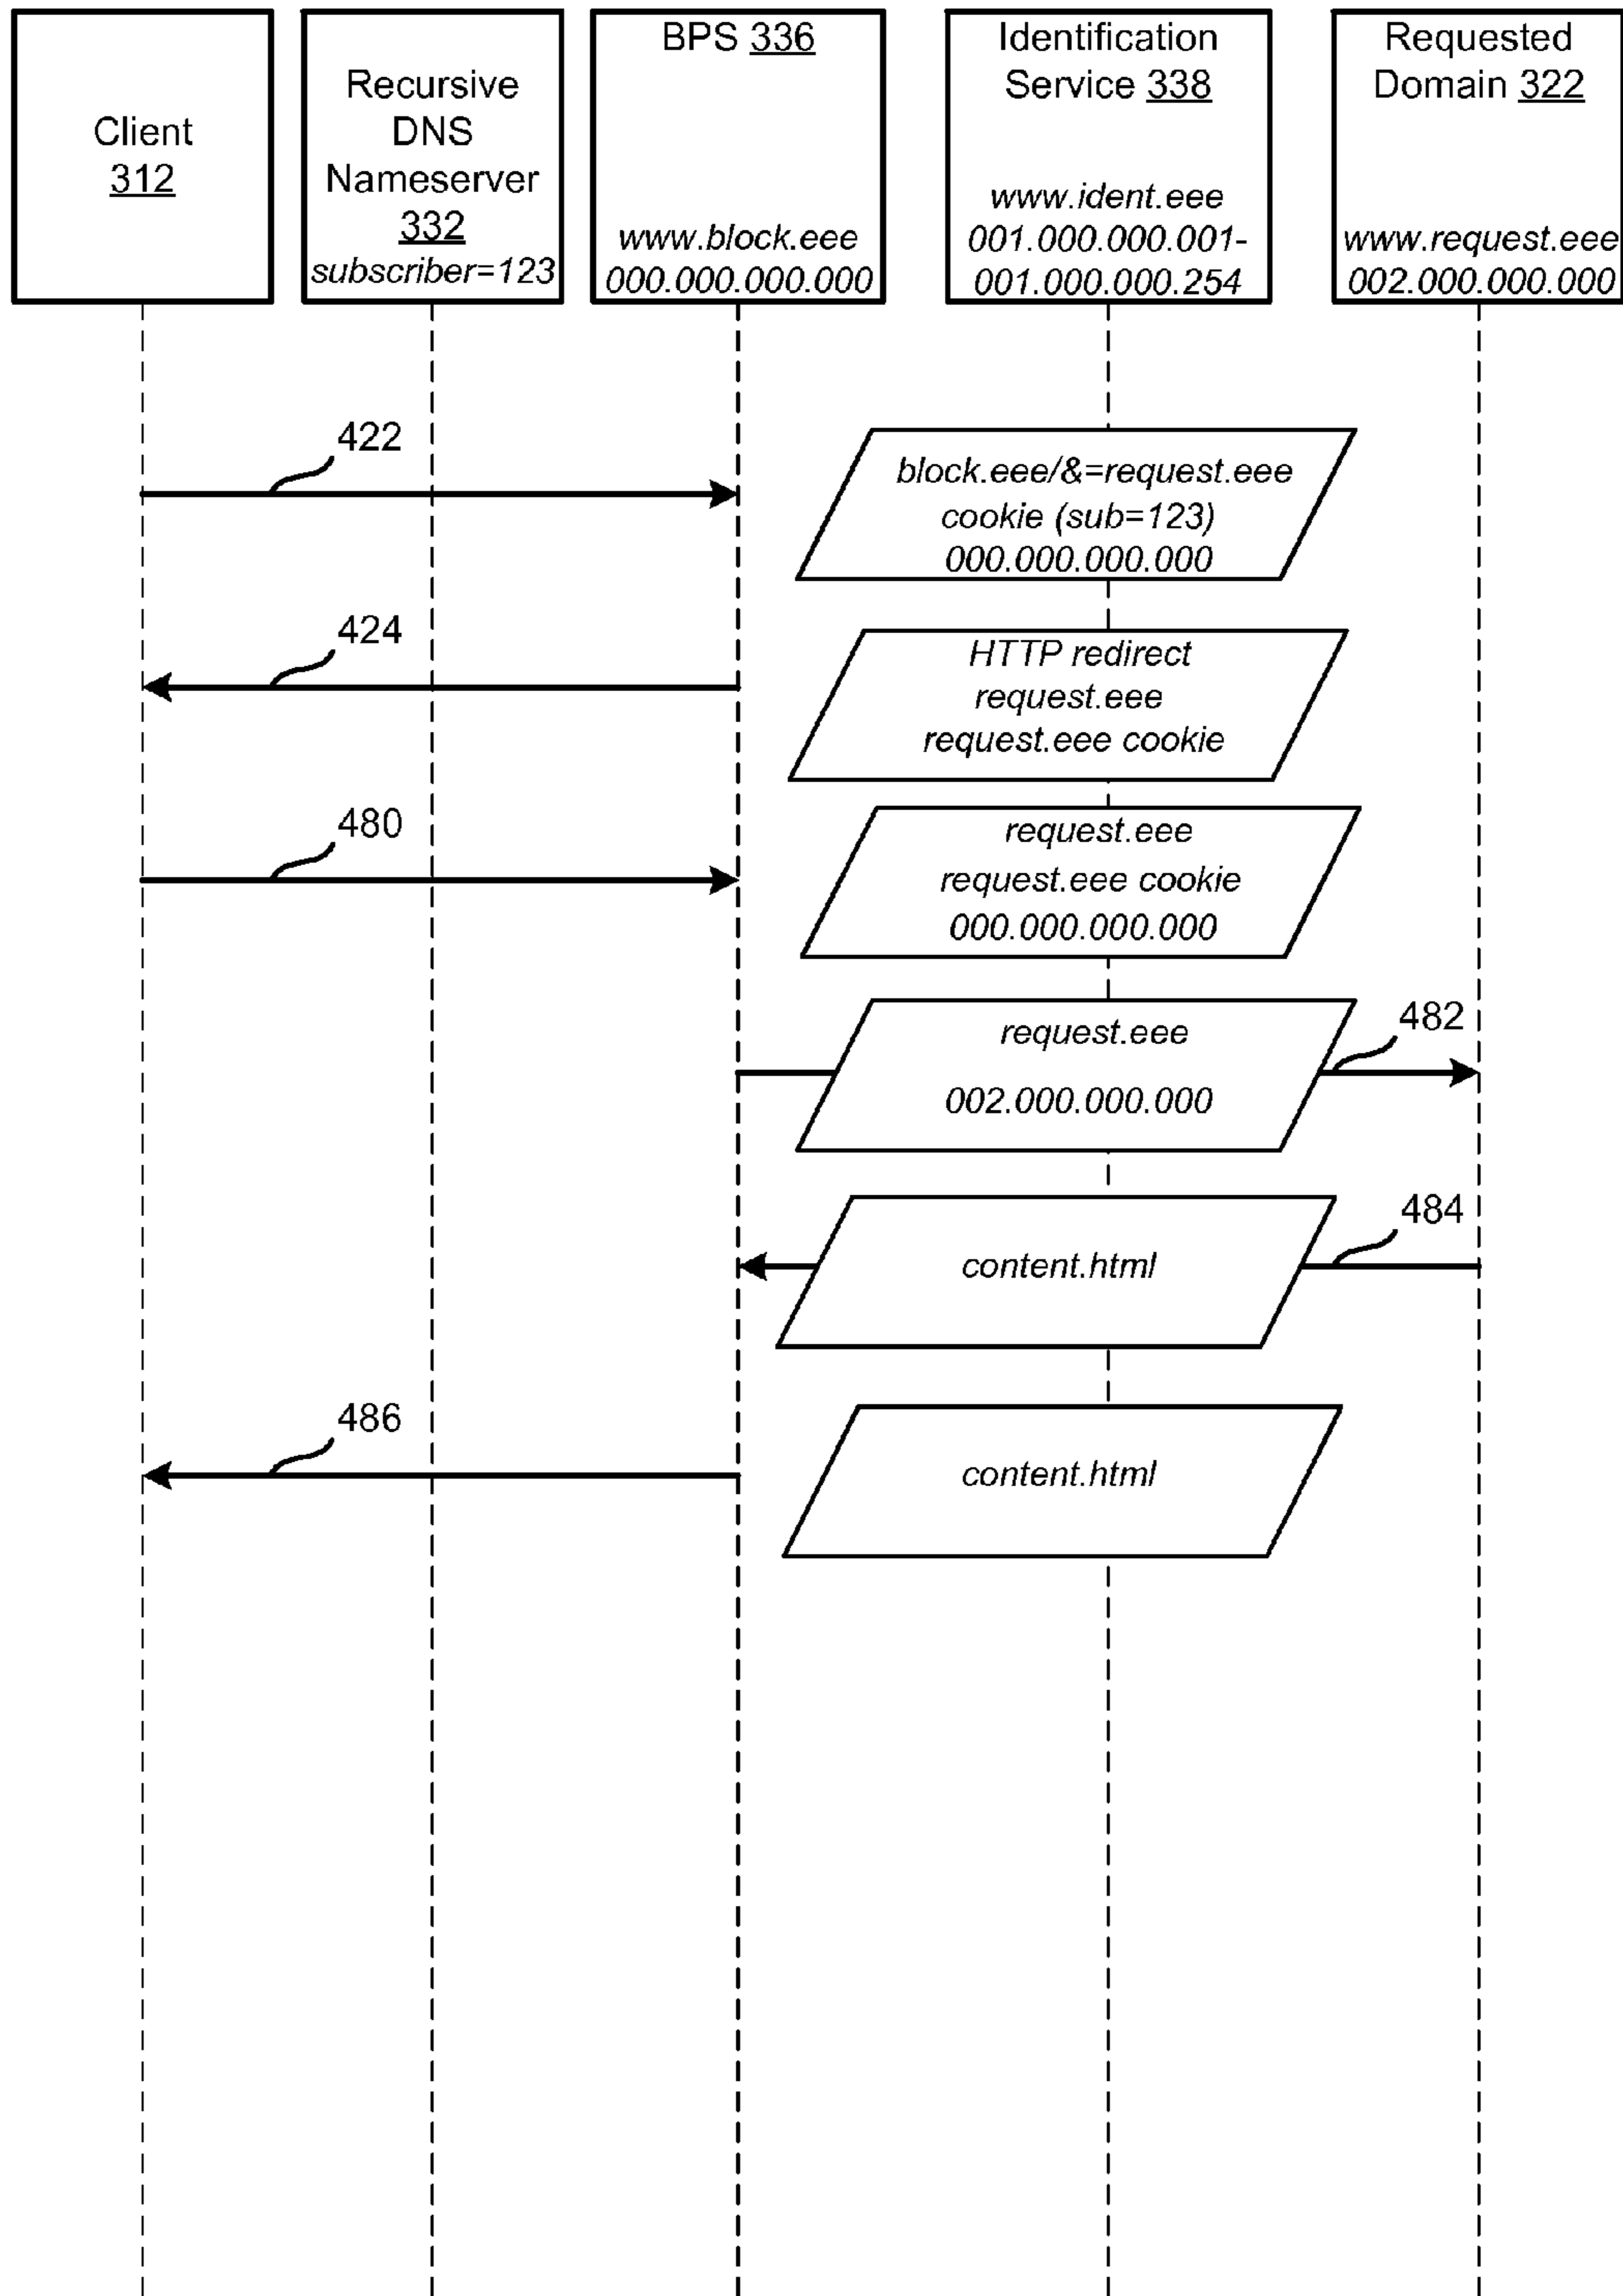 Client
312
Recursive
DNS
Nameserver
332
subscriber=123
BPS 336
www.block.eee
000.000.000.000
Identification
Service 338
www.ident.eee
001.000.000.001-
001.000.000.254
Requested
Domain 322
www.request.eee
002.000.000.000
422
block.eee/&=request.eee
cookie (sub=123)
000.000.000.000
424
HTTP redirect
request.eee
request.eee cookie
480
request.eee
request.eee cookie
000.000.000.000
request.eee
002.000.000.000
482
content.html
484
486
content.html